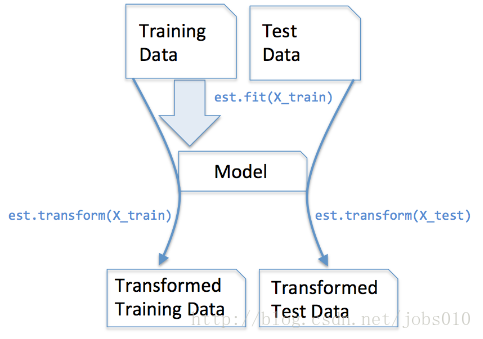 Training
Data
Test
Data
est.fit(X_train)
Model
est.transform(X_train)
est.transform(X_test)
Transformed
Training Data
Transformed
Test Data
http://blog.csdn.net/jobs010